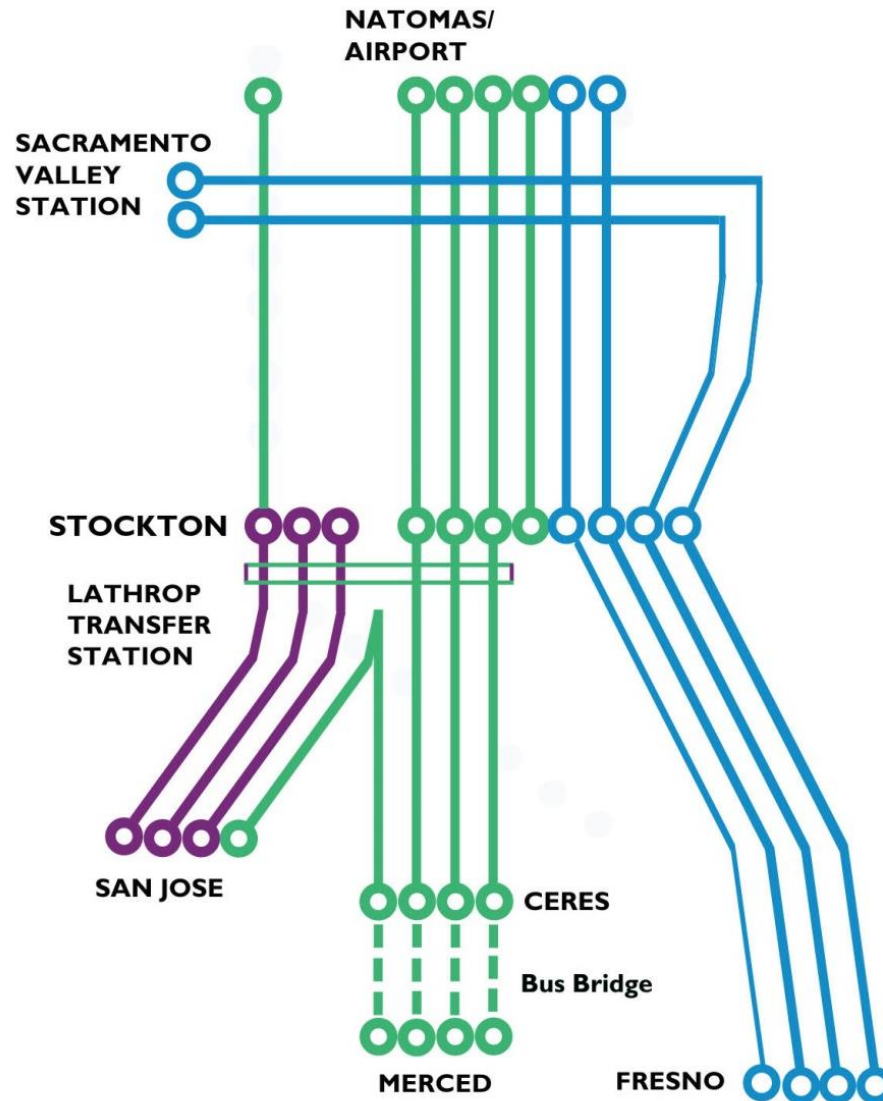 NATOMAS/
AIRPORT
SACRAMENTO
VALLEY
STATION
STOCKTON
LATHROP
TRANSFER
STATION
SAN JOSE
CERES
Bus Bridge
MERCED
FRESNO